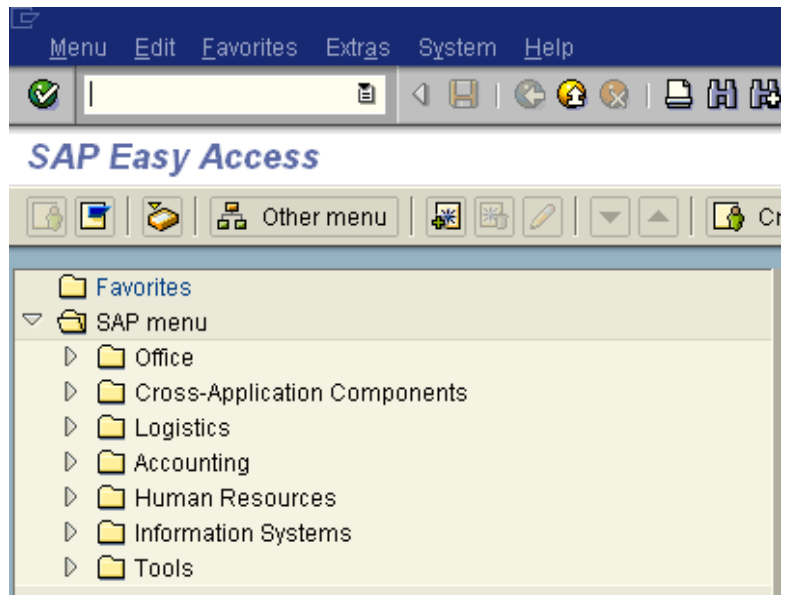 Menu Edit Favorites Extras System Help
SAP Easy Access
Other menu
Favorites
SAP menu
Office
Cross-Application Components
Logistics
Accounting
Human Resources
Information Systems
Tools